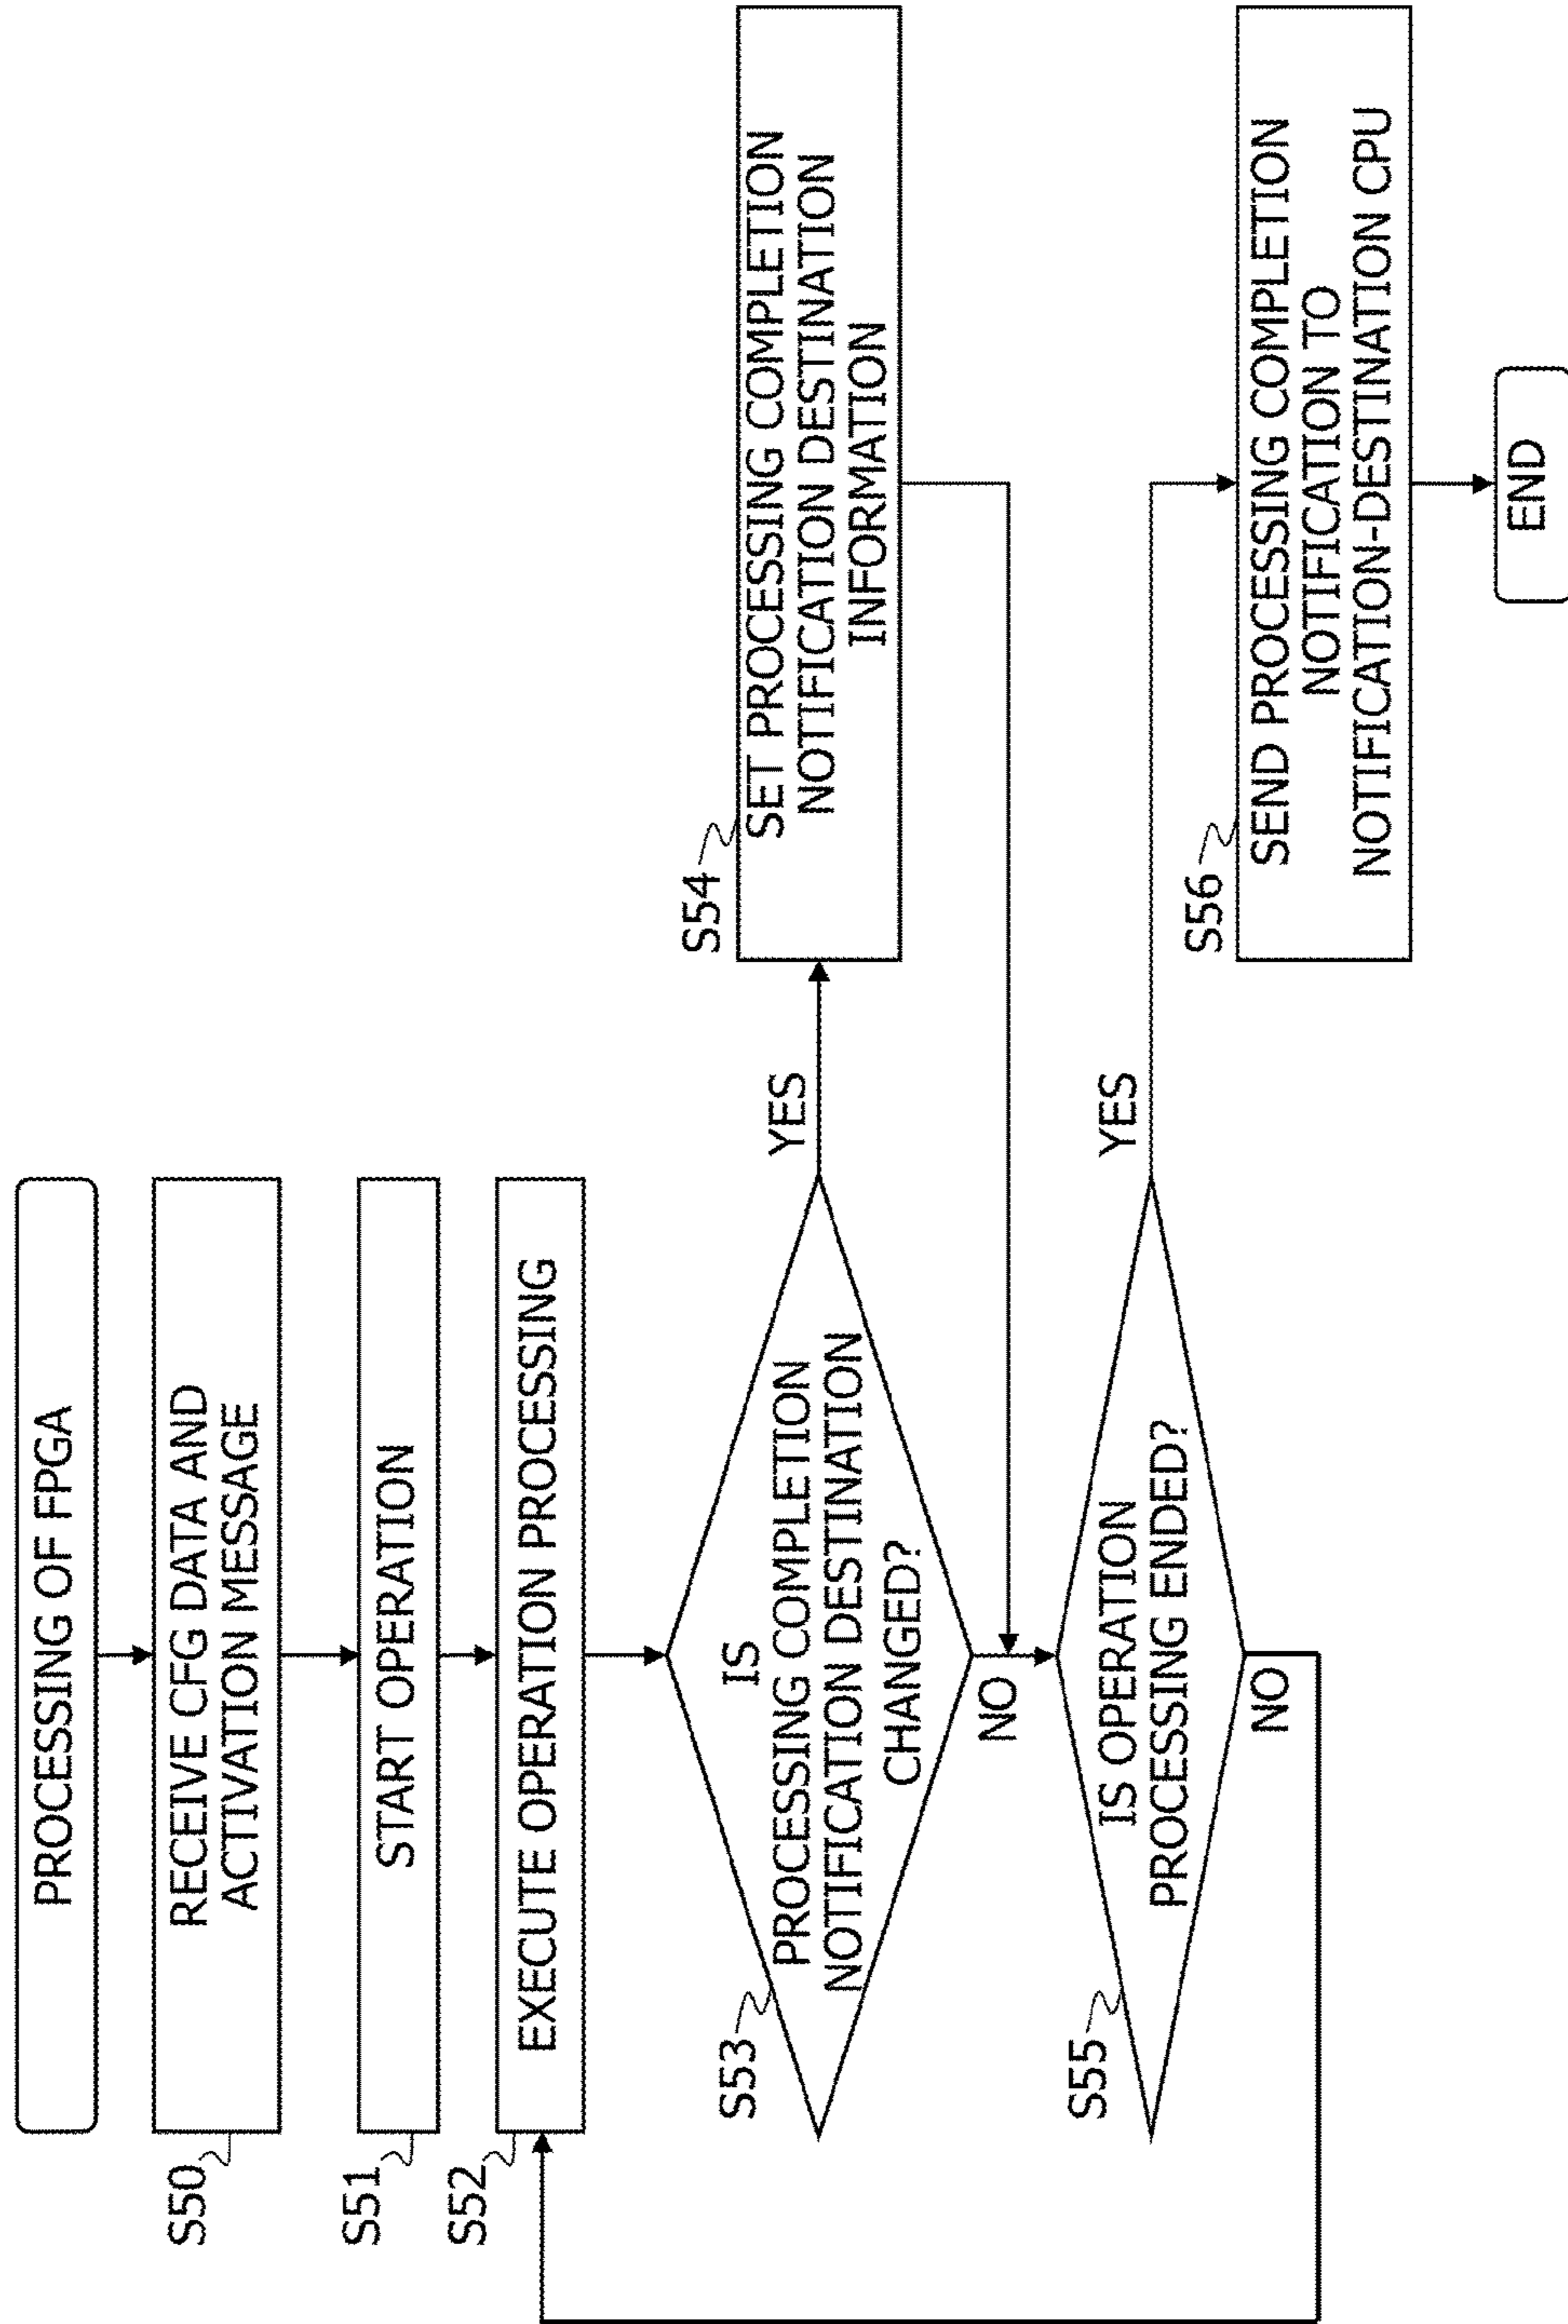 PROCESSING OF FPGA
S50
RECEIVE CFG DATA AND
ACTIVATION MESSAGE
S51
START OPERATION
S52
EXECUTE OPERATION PROCESSING
S53
IS
PROCESSING COMPLETION
NOTIFICATION DESTINATION
CHANGED?
YES
NO
S54
SET PROCESSING COMPLETION
NOTIFICATION DESTINATION
INFORMATION
S55
IS OPERATION
PROCESSING ENDED?
YES
NO
S56
SEND PROCESSING COMPLETION
NOTIFICATION TO
NOTIFICATION-DESTINATION CPU
END